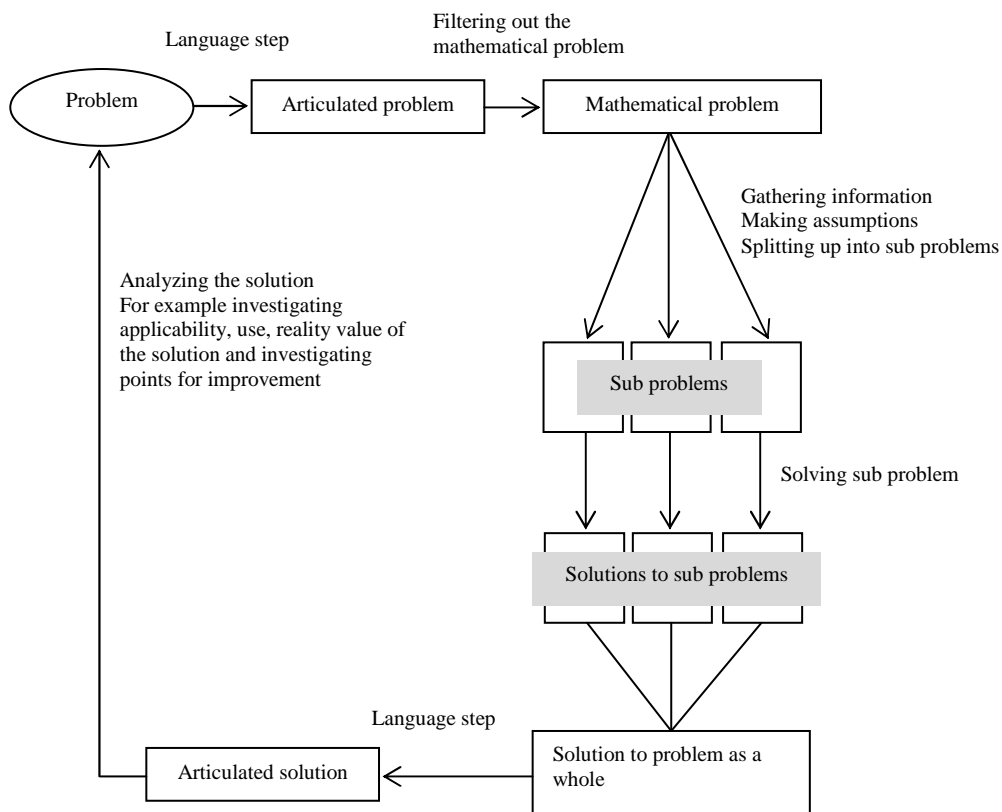 Language step
Filtering out the
mathematical problem
Problem
Articulated problem
Mathematical problem
Gathering information
Making assumptions
Splitting up into sub problems
Analyzing the solution
For example investigating
applicability, use, reality value of
the solution and investigating
points for improvement
Sub problems
Solving sub problem
Solutions to sub problems
Language step
Solution to problem as a
whole
Articulated solution